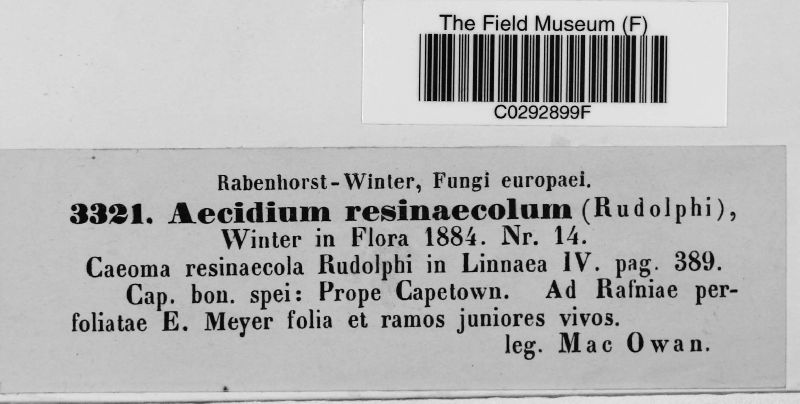 The Field Museum (F)
C0292899F
Rabenhorst-Winter, Fungi europaei.
3321. Aecidium resinaecolum (Rudolphi),
Winter in Flora 1884. Nr. 14.
Caeoma resinaecola Rudolphi in Linnaea IV. pag. 389.
Cap. bon. spei: Prope Capetown. Ad Rafniae per-
foliatae E. Meyer folia et ramos juniores vivos.
leg. Mac Owan.